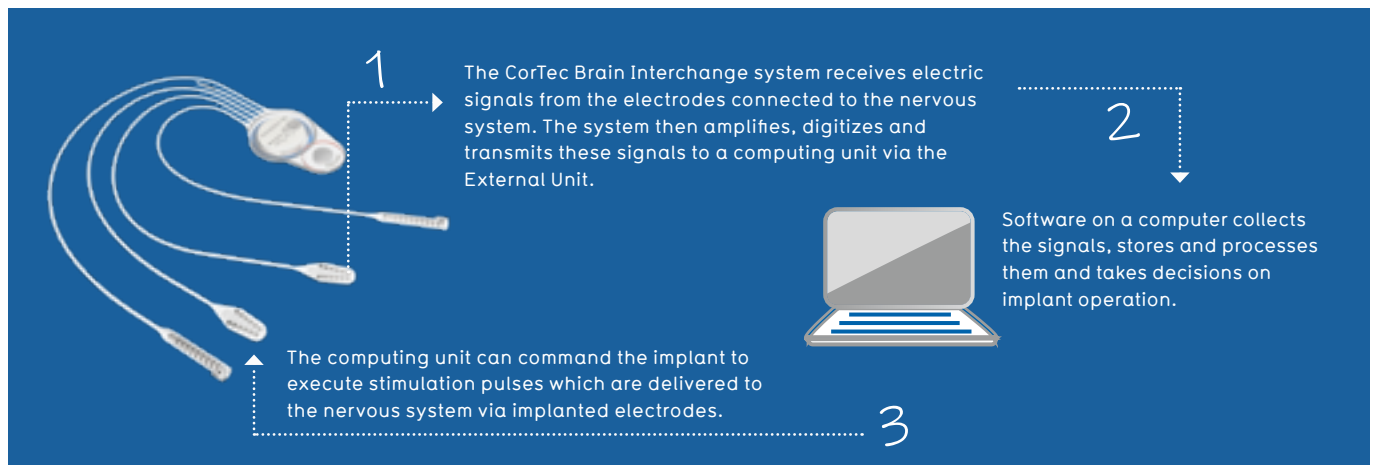 1
The CorTec Brain Interchange system receives electric
signals from the electrodes connected to the nervous
system. The system then amplifies, digitizes and
transmits these signals to a computing unit via the
External Unit.
2
Software on a computer collects
the signals, stores and processes
them and takes decisions on
implant operation.
3
The computing unit can command the implant to
execute stimulation pulses which are delivered to
the nervous system via implanted electrodes.